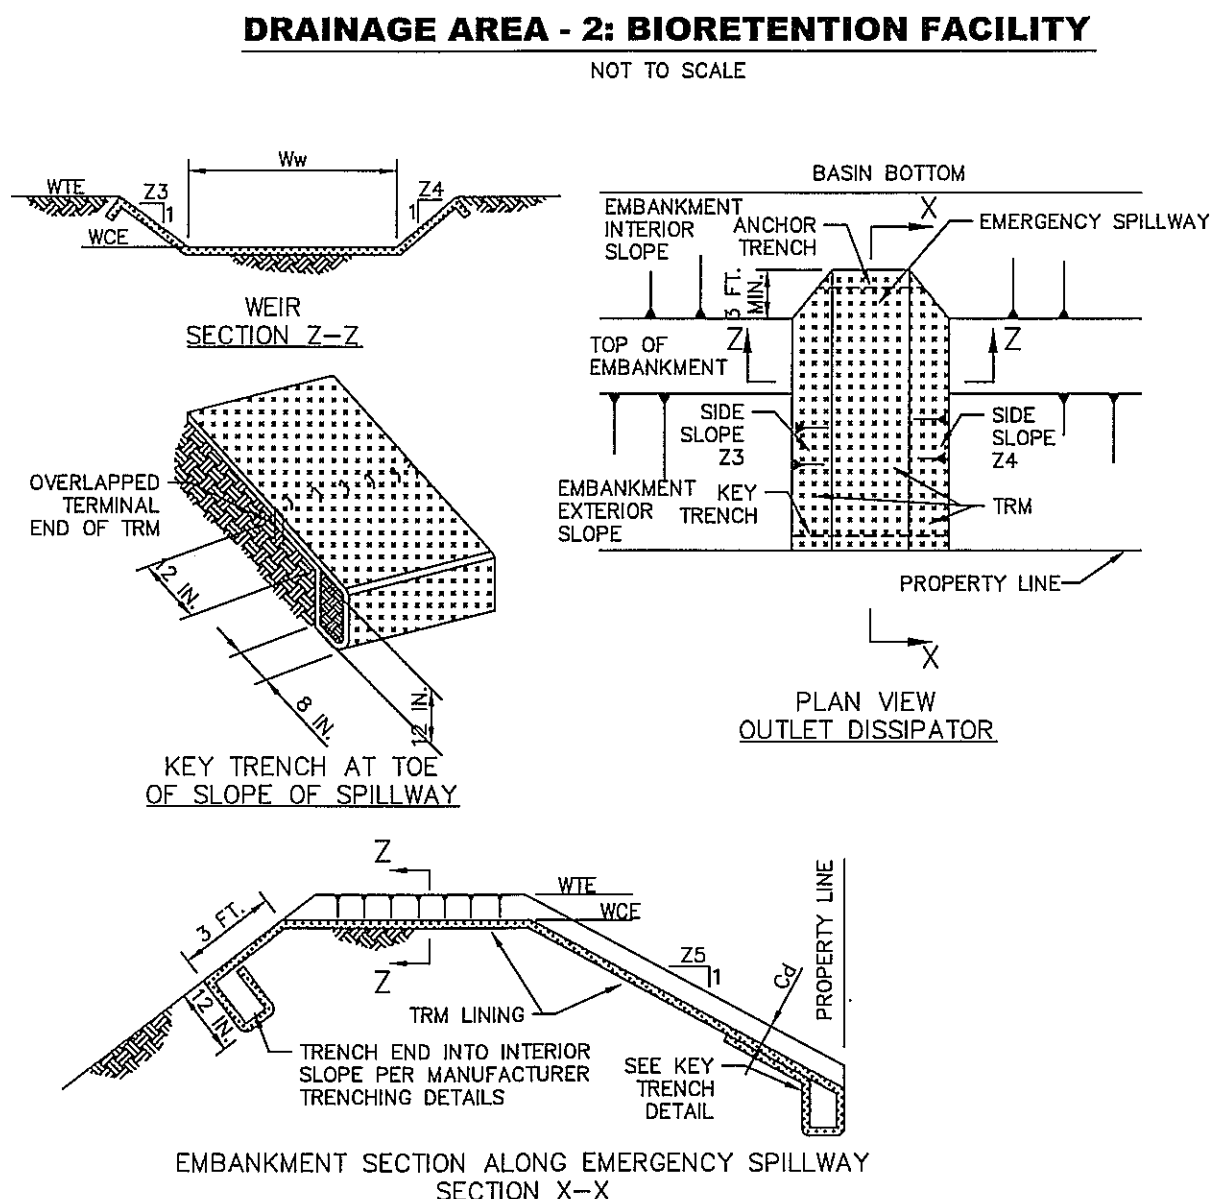 DRAINAGE AREA - 2: BIORETENTION FACILITY
NOT TO SCALE
Ww
WTE
Z3
1
Z4
1
WCE
WEIR
SECTION Z-Z
BASIN BOTTOM
EMBANKMENT
INTERIOR
SLOPE
ANCHOR
TRENCH
X
EMERGENCY SPILLWAY
3 FT.
MIN.
Z
Z
TOP OF
EMBANKMENT
SIDE
SLOPE
Z3
SIDE
SLOPE
Z4
EMBANKMENT
EXTERIOR
SLOPE
KEY
TRENCH
TRM
PROPERTY LINE
X
PLAN VIEW
OUTLET DISSIPATOR
OVERLAPPED
TERMINAL
END OF TRM
12 IN.
8 IN.
12 IN.
KEY TRENCH AT TOE
OF SLOPE OF SPILLWAY
Z
WTE
WCE
3 FT.
Z
Z5
1
Cd
PROPERTY LINE
12 IN.
TRM LINING
TRENCH END INTO INTERIOR
SLOPE PER MANUFACTURER
TRENCHING DETAILS
SEE KEY
TRENCH
DETAIL
EMBANKMENT SECTION ALONG EMERGENCY SPILLWAY
SECTION X-X